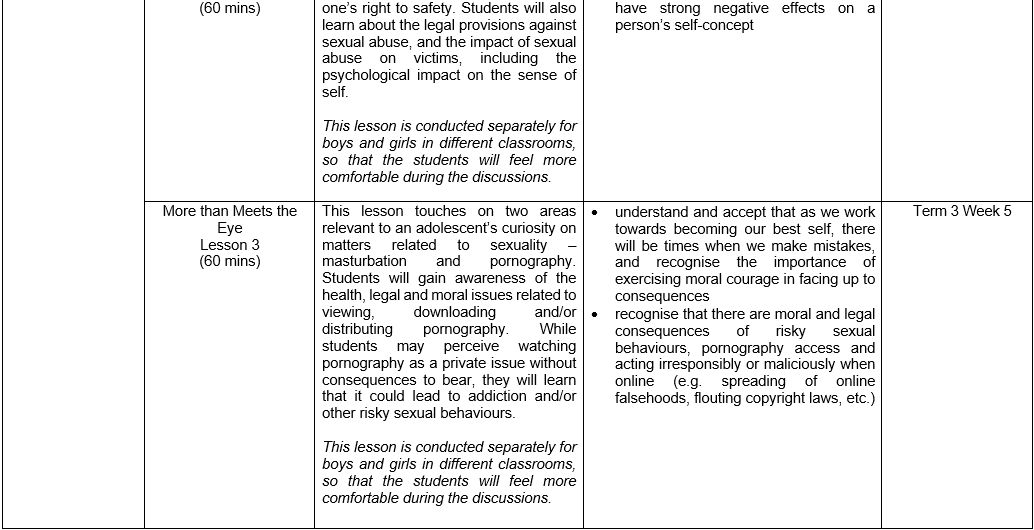 (60 mins)
one's right to safety. Students will also
learn about the legal provisions against
sexual abuse, and the impact of sexual
abuse on victims, including the
psychological impact on the sense of
self.
This lesson is conducted separately for
boys and girls in different classrooms,
so that the students will feel more
comfortable during the discussions.
have strong negative effects on a
person's self-concept
More than Meets the
Eye
Lesson 3
(60 mins)
This lesson touches on two areas
relevant to an adolescent's curiosity on
matters related to sexuality –
masturbation and pornography.
Students will gain awareness of the
health, legal and moral issues related to
viewing, downloading and/or
distributing pornography. While
students may perceive watching
pornography as a private issue without
consequences to bear, they will learn
that it could lead to addiction and/or
other risky sexual behaviours.
This lesson is conducted separately for
boys and girls in different classrooms,
so that the students will feel more
comfortable during the discussions.
• understand and accept that as we work
towards becoming our best self, there
will be times when we make mistakes,
and recognise the importance of
exercising moral courage in facing up to
consequences
• recognise that there are moral and legal
consequences of risky sexual
behaviours, pornography access and
acting irresponsibly or maliciously when
online (e.g. spreading of online
falsehoods, flouting copyright laws, etc.)
Term 3 Week 5